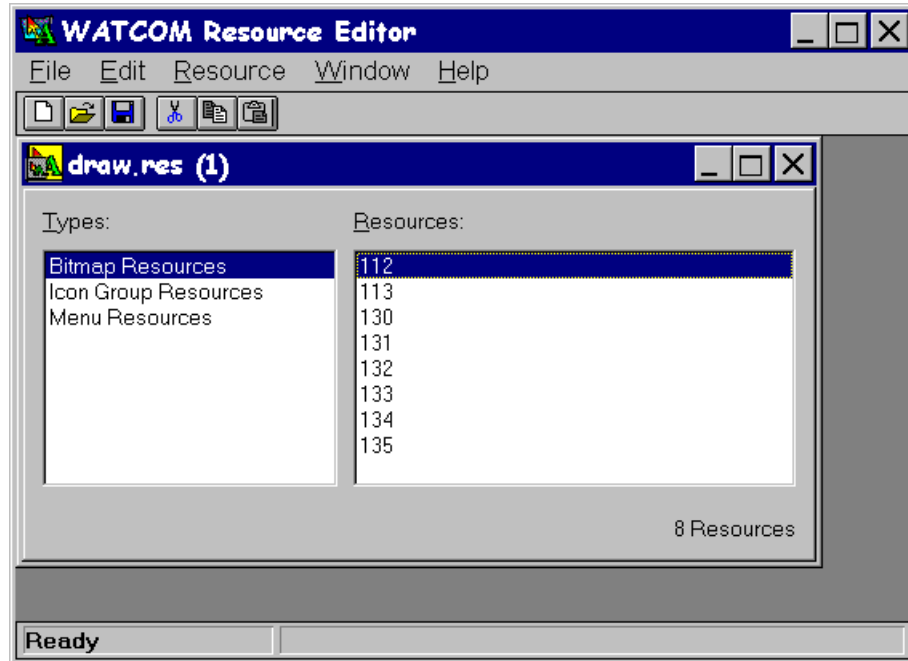 WATCOM Resource Editor
File Edit Resource Window Help
draw.res (1)
Types:
Resources:
Bitmap Resources
Icon Group Resources
Menu Resources
112
113
130
131
132
133
134
135
8 Resources
Ready